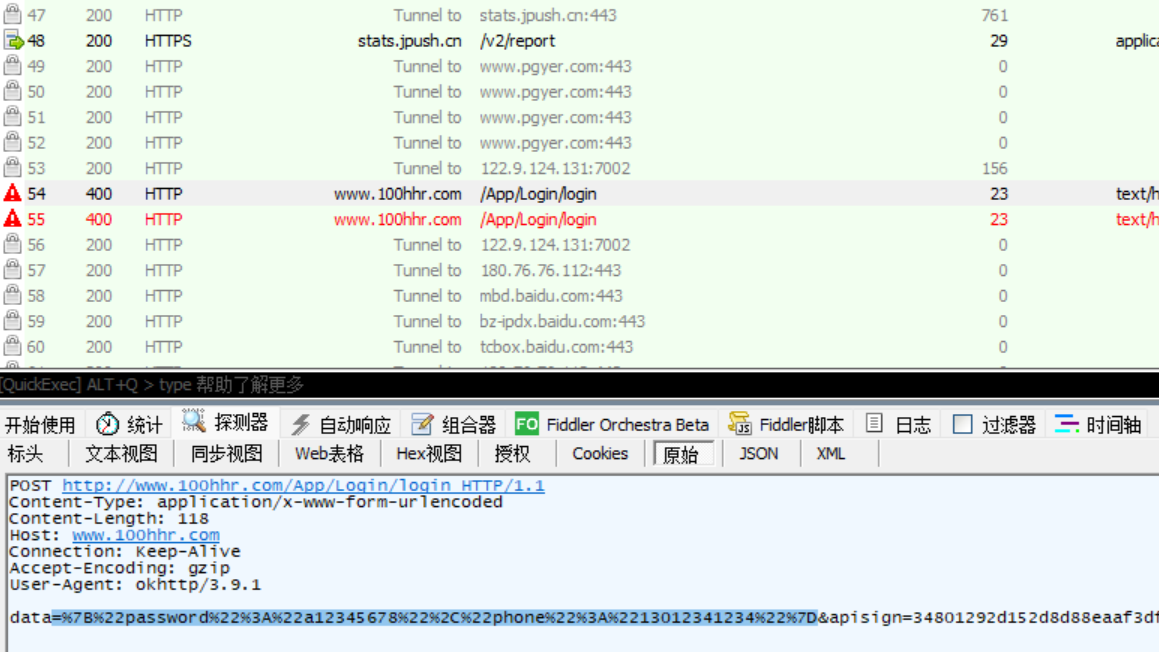 47 200 HTTP Tunnel to stats.jpush.cn:443 761
48 200 HTTPS stats.jpush.cn /v2/report 29 applica
49 200 HTTP Tunnel to www.pgyer.com:443 0
50 200 HTTP Tunnel to www.pgyer.com:443 0
51 200 HTTP Tunnel to www.pgyer.com:443 0
52 200 HTTP Tunnel to www.pgyer.com:443 0
53 200 HTTP Tunnel to 122.9.124.131:7002 156
54 400 HTTP www.100hhr.com /App/Login/login 23 text/h
55 400 HTTP www.100hhr.com /App/Login/login 23 text/h
56 200 HTTP Tunnel to 122.9.124.131:7002 0
57 200 HTTP Tunnel to 180.76.76.112:443 0
58 200 HTTP Tunnel to mbd.baidu.com:443 0
59 200 HTTP Tunnel to bz-ipdx.baidu.com:443 0
60 200 HTTP Tunnel to tcbox.baidu.com:443 0
[QuickExec] ALT+Q > type 帮助了解更多
开始使用 统计 探测器 自动响应 组合器 FO Fiddler Orchestra Beta Fiddler脚本 日志 过滤器 时间轴
标头 文本视图 同步视图 Web表格 Hex视图 授权 Cookies 原始 JSON XML
POST http://www.100hhr.com/App/Login/login HTTP/1.1
Content-Type: application/x-www-form-urlencoded
Content-Length: 118
Host: www.100hhr.com
Connection: Keep-Alive
Accept-Encoding: gzip
User-Agent: okhttp/3.9.1
data=%7B%22password%22%3A%22a12345678%22%2C%22phone%22%3A%2213012341234%22%7D&apisign=34801292d152d8d88eaaf3df